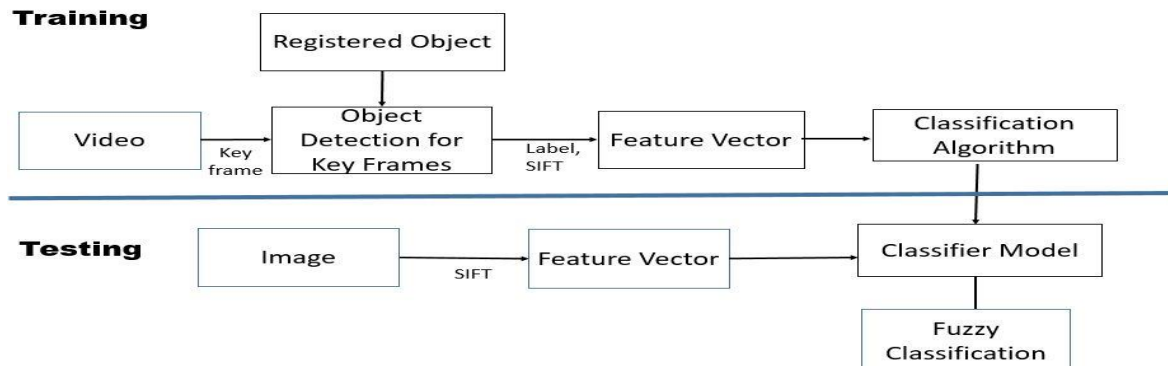 Training
Registered Object
Video
Key
frame
Object
Detection for
Key Frames
Label,
SIFT
Feature Vector
Classification
Algorithm
Testing
Image
SIFT
Feature Vector
Classifier Model
Fuzzy
Classification